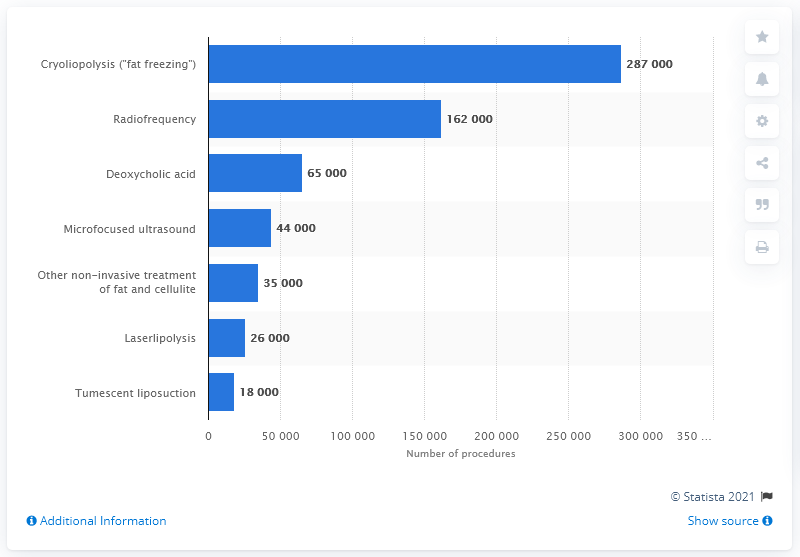 Cryoliopolysis ("fat freezing")
287 000
Radiofrequency
162 000
Deoxycholic acid
65 000
Microfocused ultrasound
44 000
Other non-invasive treatment
of fat and cellulite
35 000
Laserlipolysis
26 000
Tumescent liposuction
18 000
0 50 000 100 000 150 000 200 000 250 000 300 000 350 ...
Number of procedures
© Statista 2021
Additional Information
Show source